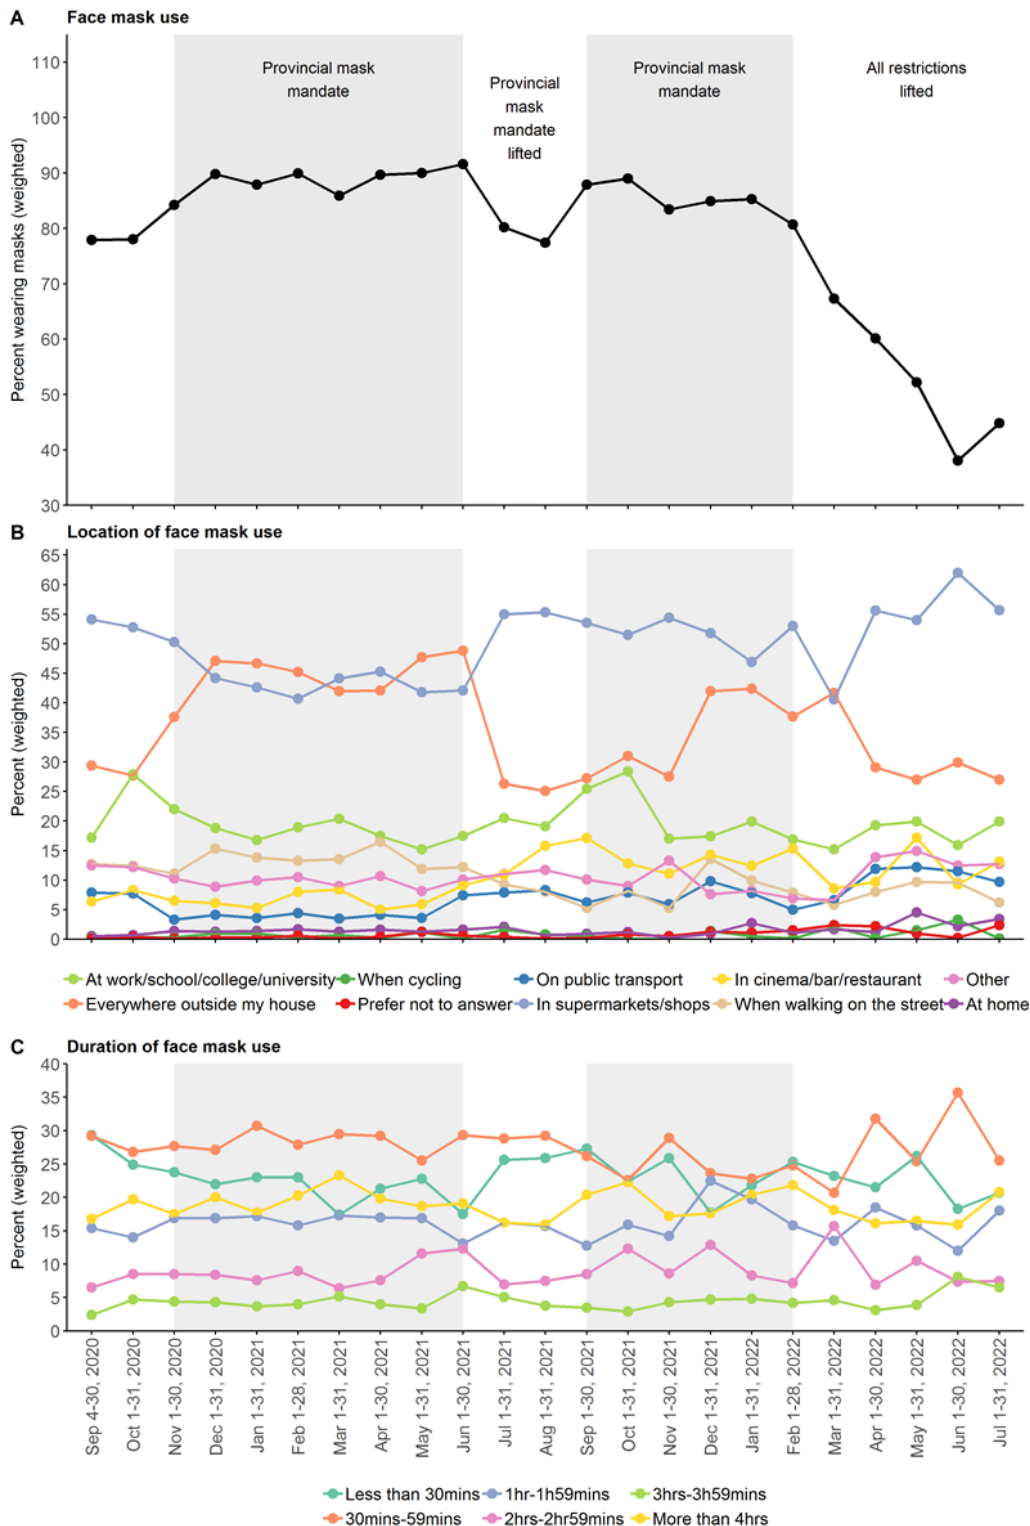 A Face mask use
Percent wearing masks (weighted)
110
100
90
80
70
60
50
40
30
Provincial mask
mandate
Provincial
mask
mandate
lifted
Provincial mask
mandate
All restrictions
lifted
B Location of face mask use
Percent (weighted)
65
60
55
50
45
40
35
30
25
20
15
10
5
0
At work/school/college/university When cycling On public transport In cinema/bar/restaurant Other
Everywhere outside my house Prefer not to answer In supermarkets/shops When walking on the street At home
C Duration of face mask use
Percent (weighted)
40
35
30
25
20
15
10
5
0
Sep 4-30, 2020
Oct 1-31, 2020
Nov 1-30, 2020
Dec 1-31, 2020
Jan 1-31, 2021
Feb 1-28, 2021
Mar 1-31, 2021
Apr 1-30, 2021
May 1-31, 2021
Jun 1-30, 2021
Jul 1-31, 2021
Aug 1-31, 2021
Sep 1-30, 2021
Oct 1-31, 2021
Nov 1-30, 2021
Dec 1-31, 2021
Jan 1-31, 2022
Feb 1-28, 2022
Mar 1-31, 2022
Apr 1-30, 2022
May 1-31, 2022
Jun 1-30, 2022
Jul 1-31, 2022
Less than 30mins 1hr-1h59mins 3hrs-3h59mins
30mins-59mins 2hrs-2hr59mins More than 4hrs